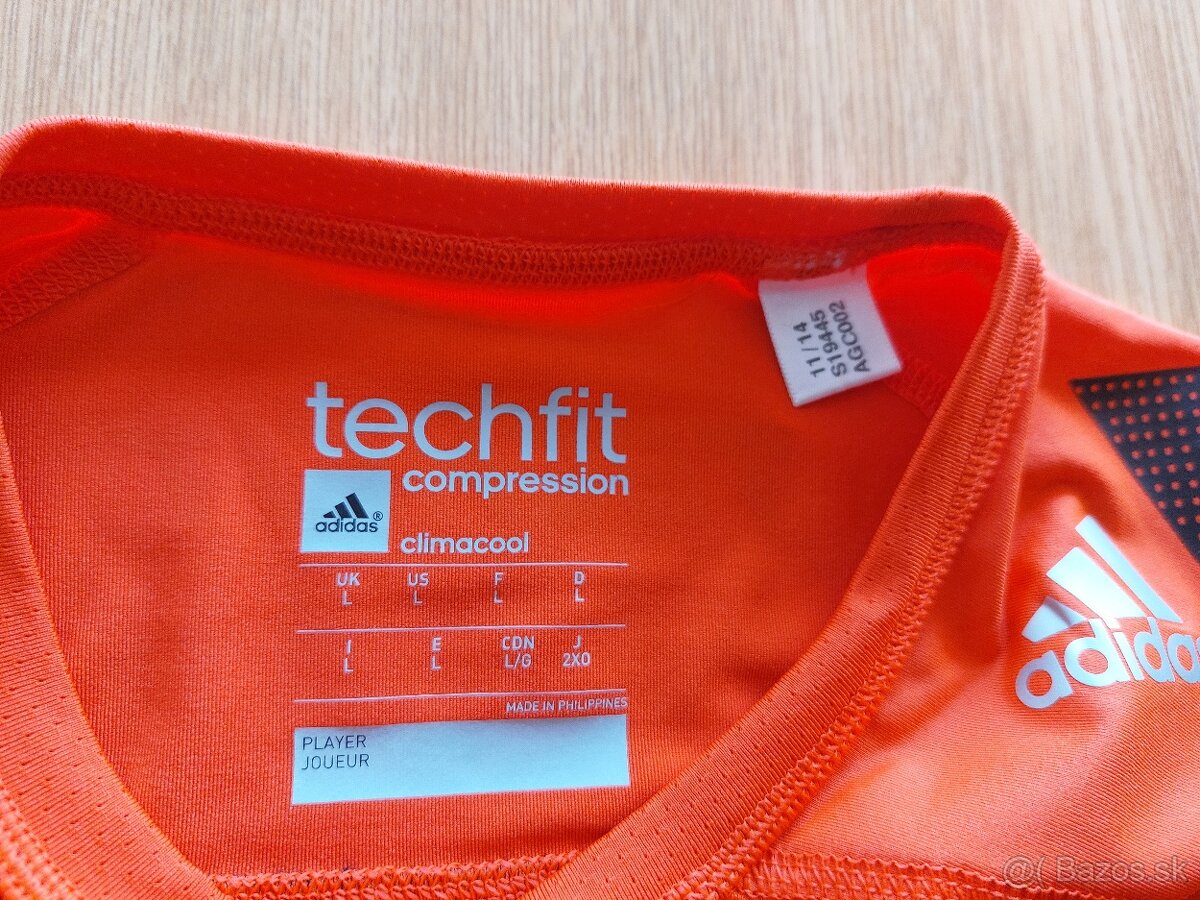 11/14
S19445
AGC002
techfit
compression
adidas®
climacool
UK US F D
L L L L
I E CDN J
L L L/G 2XO
MADE IN PHILIPPINES
PLAYER
JOUEUR
adidas
@( Bazos.sk